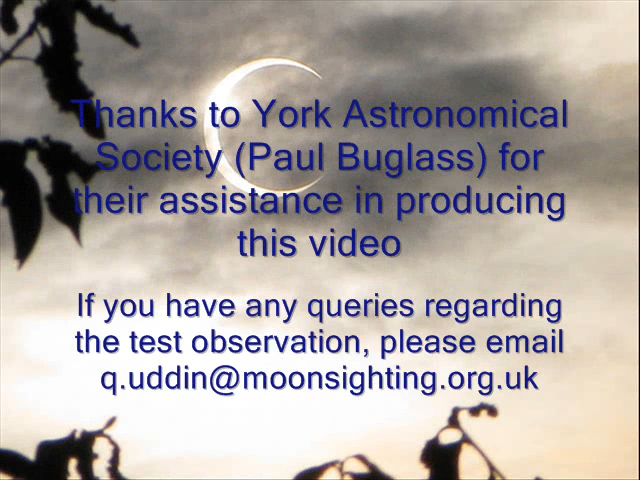 Thanks to York Astronomical
Society (Paul Buglass) for
their assistance in producing
this video
If you have any queries regarding
the test observation, please email
q.uddin@moonsighting.org.uk